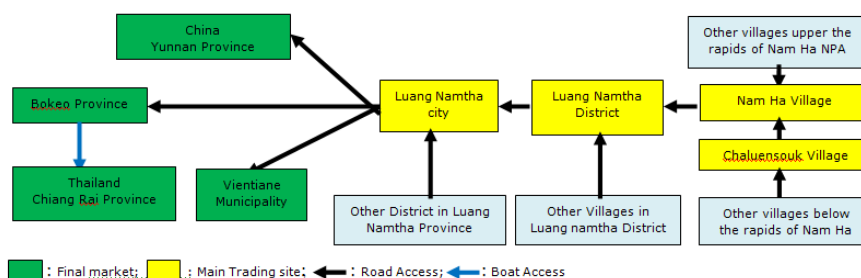 China
Yunnan Province
Other villages upper the
rapids of Nam Ha NPA
Bokeo Province
Luang Namtha
city
Luang Namtha
District
Nam Ha Village
Chaluensouk Village
Thailand
Chiang Rai Province
Vientiane
Municipality
Other District in Luang
Namtha Province
Other Villages in
Luang namtha District
Other villages below
the rapids of Nam Ha
: Final market; : Main Trading site; : Road Access; : Boat Access